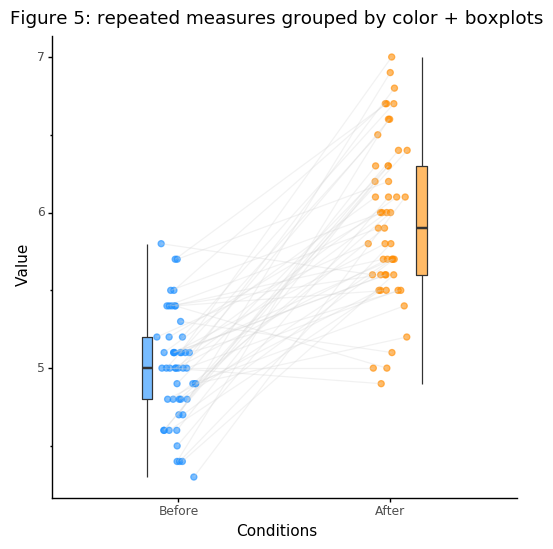 Figure 5: repeated measures grouped by color + boxplots
7
6
5
Value
Before
After
Conditions